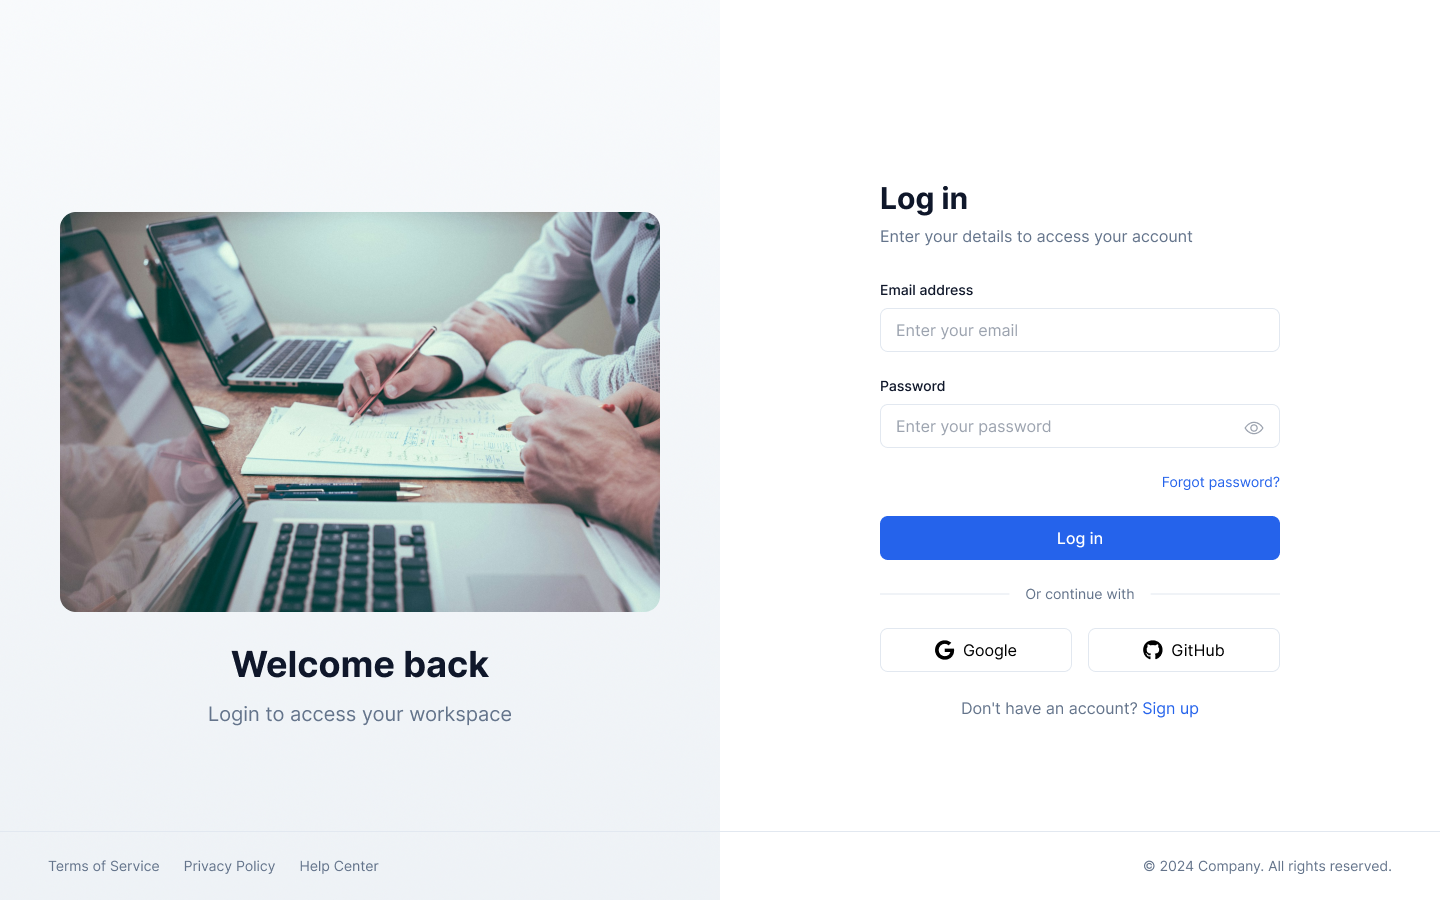 Welcome back
Login to access your workspace
Log in
Enter your details to access your account
Email address
Enter your email
Password
Enter your password
Forgot password?
Log in
Or continue with
Google
GitHub
Don't have an account? Sign up
Terms of Service
Privacy Policy
Help Center
© 2024 Company. All rights reserved.